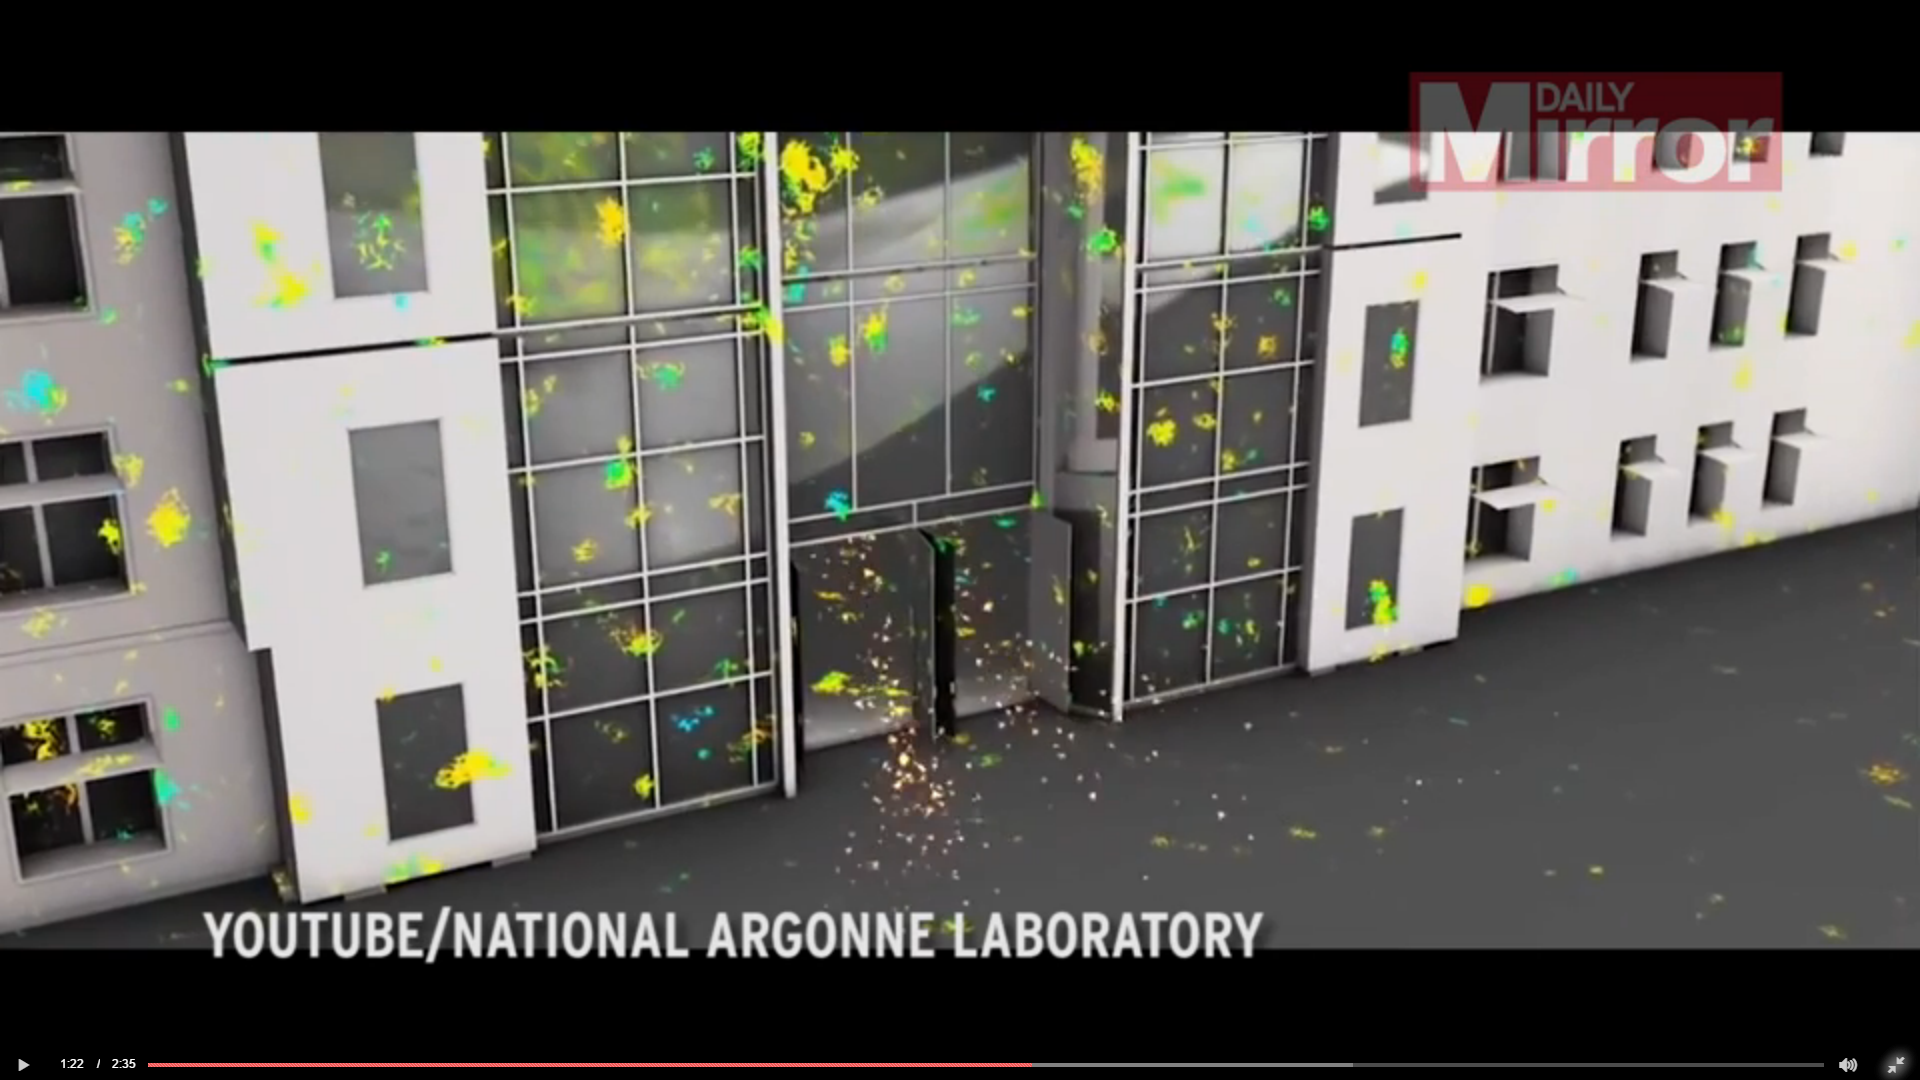 DAILY
Mirror
YOUTUBE/NATIONAL ARGONNE LABORATORY
1:22 / 2:35